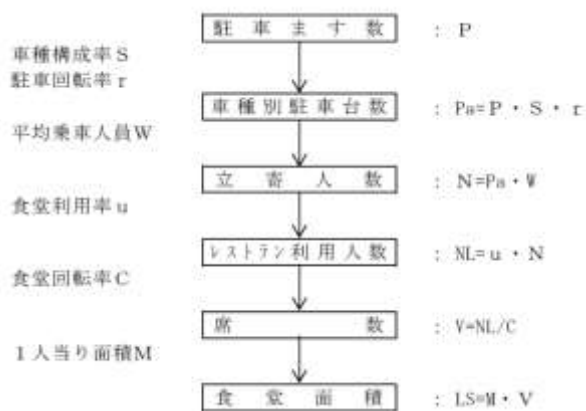 駐車ます数 : P
車種構成率S
駐車回転率r
車種別駐車台数 : Pa=P・S・r
平均乗車人員W
立寄人数 : N=Pa・W
食堂利用率u
レストラン利用人数 : NL=u・N
食堂回転率C
席数 : V=NL/C
1人当り面積M
食堂面積 : LS=M・V